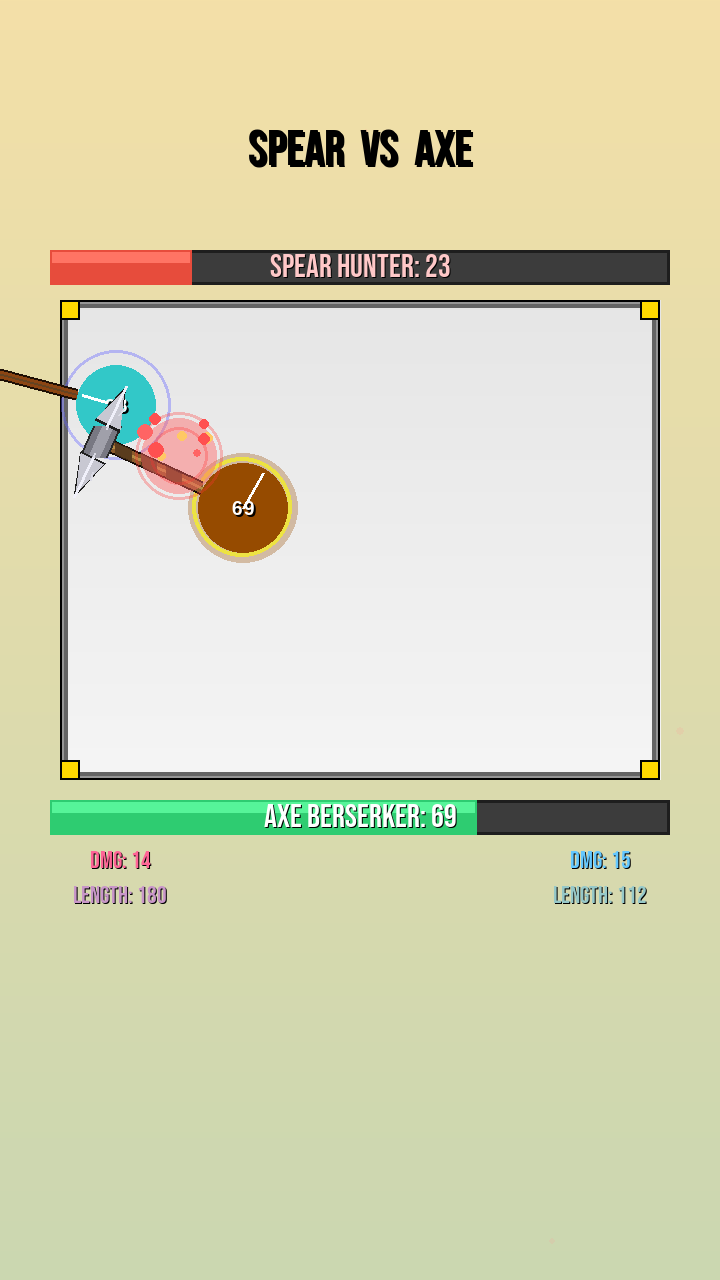 SPEAR VS AXE
SPEAR HUNTER: 23
69
AXE BERSERKER: 69
DMG: 14
DMG: 15
LENGTH: 180
LENGTH: 112